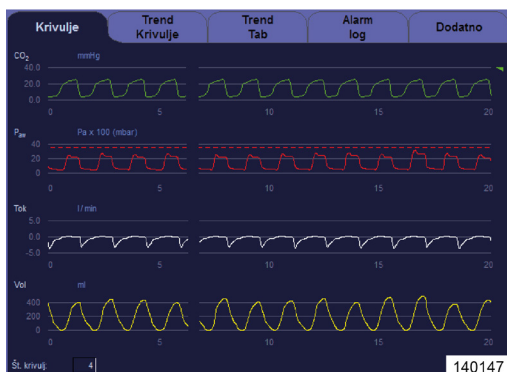 Krivulje
Trend Krivulje
Trend Tab
Alarm log
Dodatno
CO2 mmHg
40.0
20.0
0.0
0 5 10 15 20
Paw Pa x 100 (mbar)
40
20
0
0 5 10 15 20
Tok l/min
5.0
0.0
-5.0
0 5 10 15 20
Vol ml
400
200
0
0 5 10 15 20
Št. krivulj: 4
140147